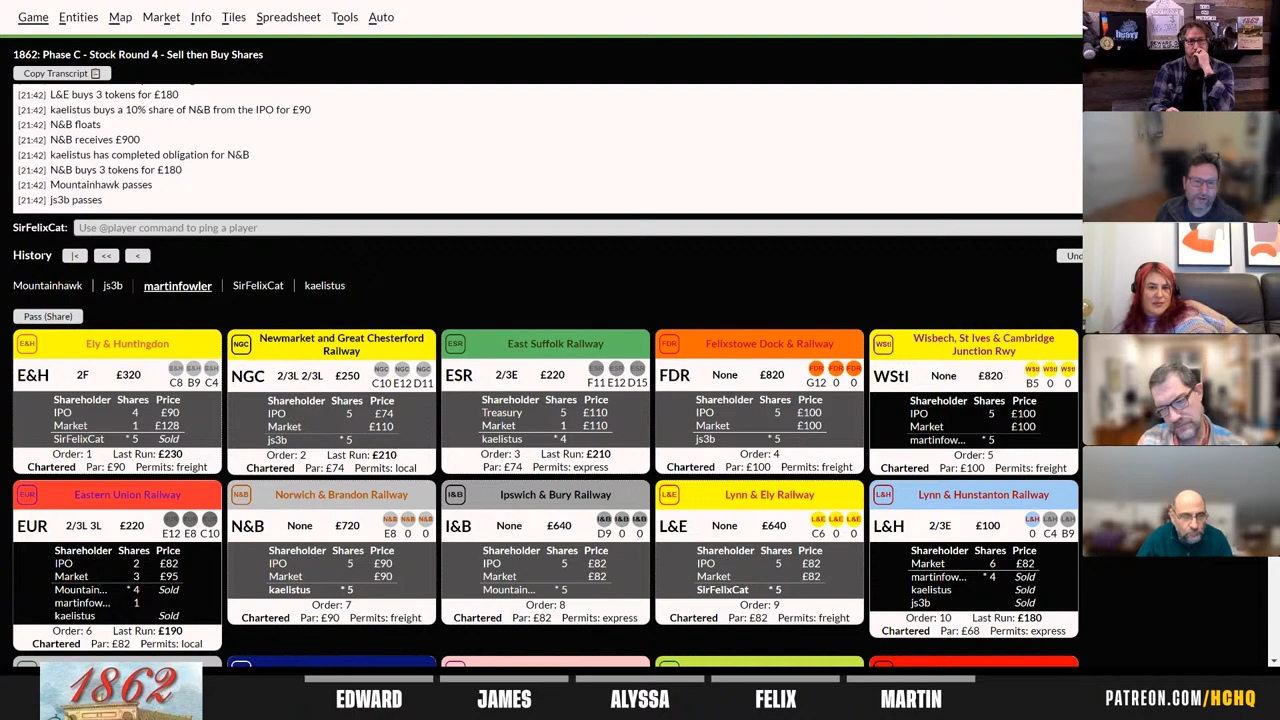 Game Entities Map Market Info Tiles Spreadsheet Tools Auto
1862: Phase C - Stock Round 4 - Sell then Buy Shares
Copy Transcript
[21:42] L&E buys 3 tokens for £180
[21:42] kaelistus buys a 10% share of N&B from the IPO for £90
[21:42] N&B floats
[21:42] N&B receives £900
[21:42] kaelistus has completed obligation for N&B
[21:42] N&B buys 3 tokens for £180
[21:42] Mountainhawk passes
[21:42] js3b passes
SirFelixCat: Use @player command to ping a player
History |< << < Und
Mountainhawk js3b martinfowler SirFelixCat kaelistus
Pass (Share)
E&H Ely & Huntingdon
E&H 2F £320 C8 B9 C4
Shareholder Shares Price
IPO 4 £90
Market 1 £128
SirFelixCat * 5 Sold
Order: 1 Last Run: £230
Chartered Par: £90 Permits: freight
NGC Newmarket and Great Chesterford Railway
NGC 2/3L 2/3L £250 C10 E12 D11
Shareholder Shares Price
IPO 5 £74
Market £110
js3b * 5
Order: 2 Last Run: £210
Chartered Par: £74 Permits: local
ESR East Suffolk Railway
ESR 2/3E £220 F11 E12 D15
Shareholder Shares Price
Treasury 5 £110
Market 1 £110
kaelistus * 4
Order: 3 Last Run: £210
Chartered Par: £74 Permits: express
FDR Felixstowe Dock & Railway
FDR None £820 G12 0 0
Shareholder Shares Price
IPO 5 £100
Market £100
js3b * 5
Order: 4
Chartered Par: £100 Permits: freight
WStI Wisbech, St Ives & Cambridge Junction Rwy
WStI None £820 B5 0 0
Shareholder Shares Price
IPO 5 £100
Market £100
martinfow... * 5
Order: 5
Chartered Par: £100 Permits: freight
EUR Eastern Union Railway
EUR 2/3L 3L £220 E12 E8 C10
Shareholder Shares Price
IPO 2 £82
Market 3 £95
Mountain... * 4 Sold
martinfow... 1
kaelistus Sold
Order: 6 Last Run: £190
Chartered Par: £82 Permits: local
N&B Norwich & Brandon Railway
N&B None £720 E8 0 0
Shareholder Shares Price
IPO 5 £90
Market £90
kaelistus * 5
Order: 7
Chartered Par: £90 Permits: freight
I&B Ipswich & Bury Railway
I&B None £640 D9 0 0
Shareholder Shares Price
IPO 5 £82
Market £82
Mountain... * 5
Order: 8
Chartered Par: £82 Permits: express
L&E Lynn & Ely Railway
L&E None £640 C6 0 0
Shareholder Shares Price
IPO 5 £82
Market £82
SirFelixCat * 5
Order: 9
Chartered Par: £82 Permits: freight
L&H Lynn & Hunstanton Railway
L&H 2/3E £100 0 C4 B9
Shareholder Shares Price
Market 6 £82
martinfow... * 4 Sold
kaelistus Sold
js3b Sold
Order: 10 Last Run: £180
Chartered Par: £68 Permits: express
1862
EDWARD JAMES ALYSSA FELIX MARTIN
PATREON.COM/HCHQ